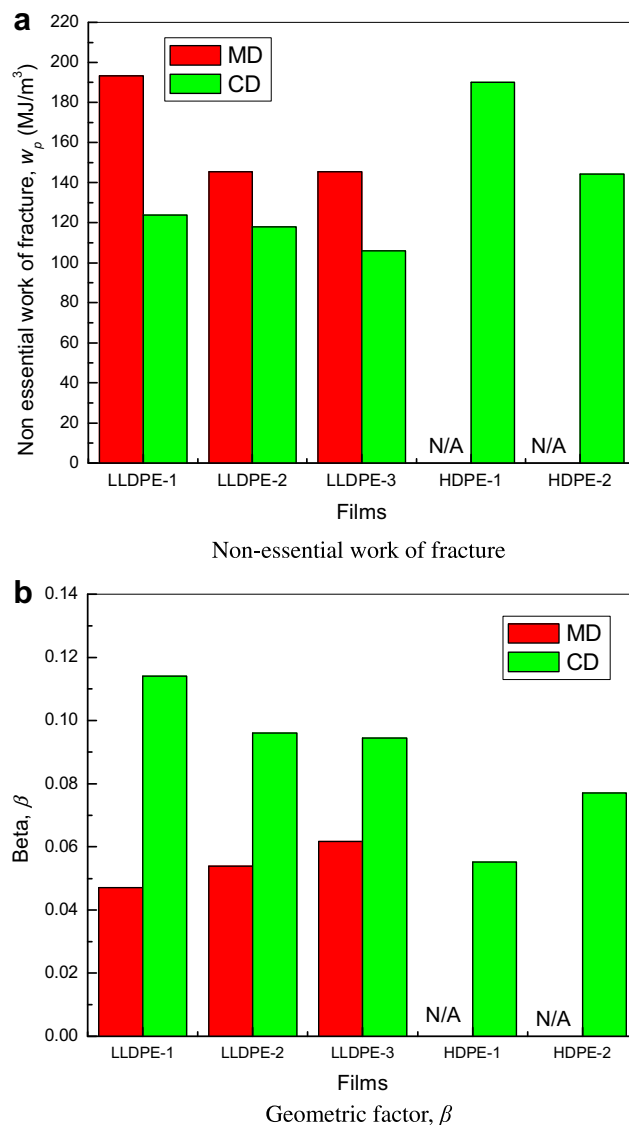 a
220
200
180
160
140
120
100
80
60
40
20
0
Non essential work of fracture, w_p (MJ/m³)
MD
CD
N/A
N/A
LLDPE-1 LLDPE-2 LLDPE-3 HDPE-1 HDPE-2
Films
Non-essential work of fracture
b
0.14
0.12
0.10
0.08
0.06
0.04
0.02
0.00
Beta, β
MD
CD
N/A
N/A
LLDPE-1 LLDPE-2 LLDPE-3 HDPE-1 HDPE-2
Films
Geometric factor, β